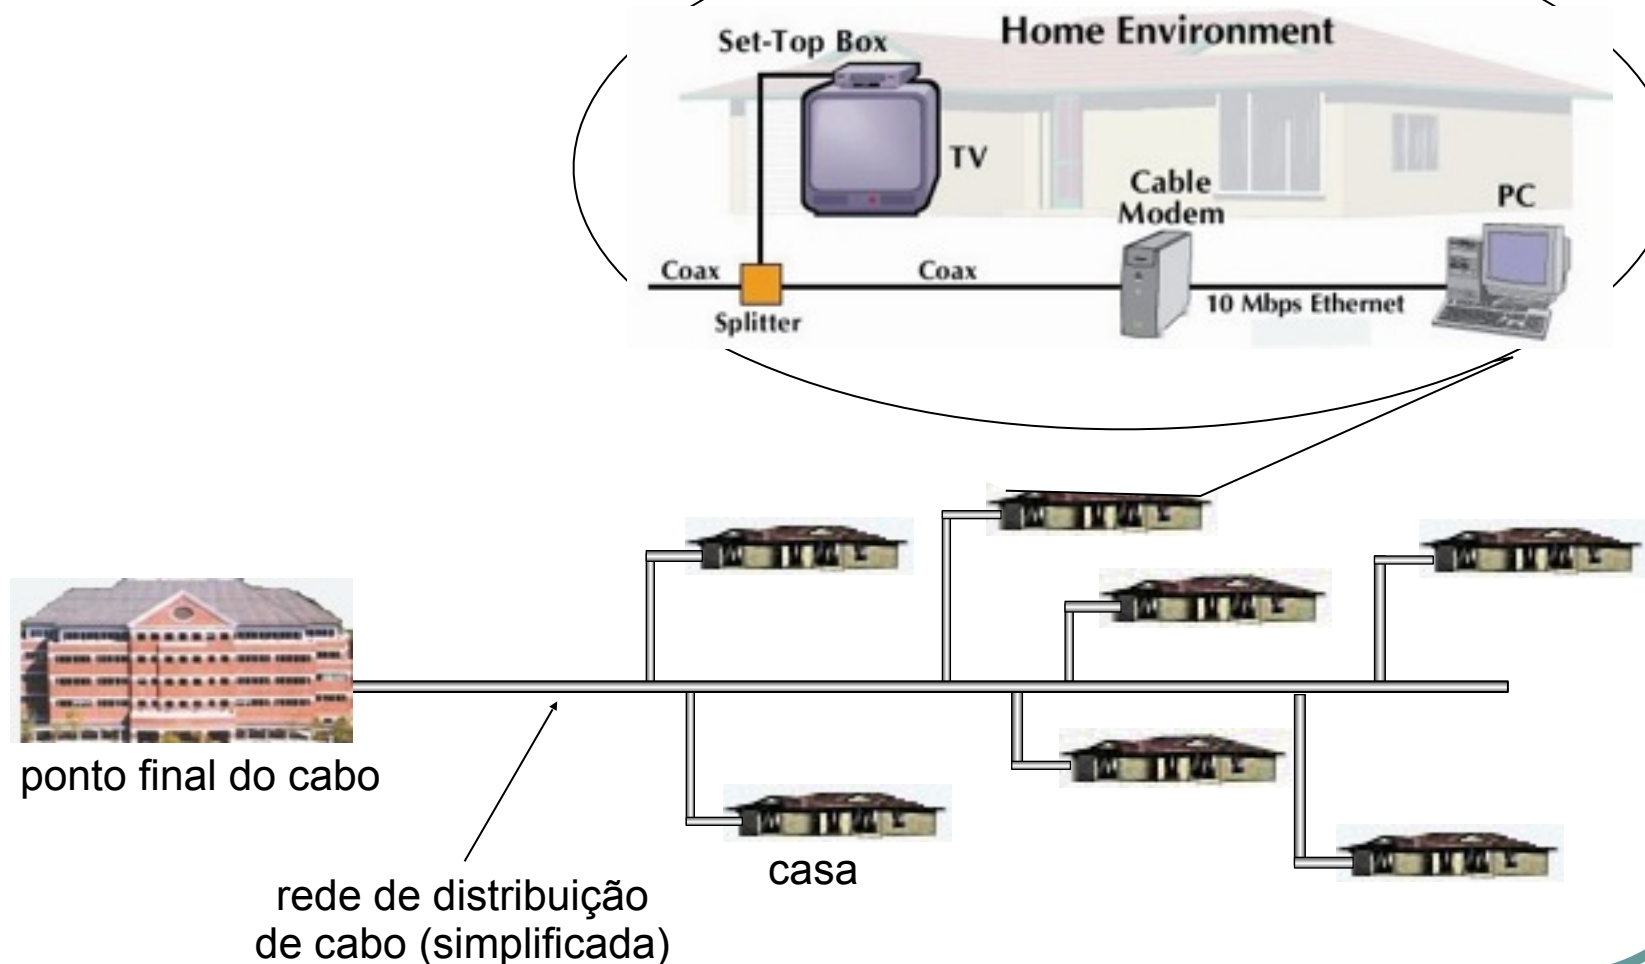 Home Environment
Set-Top Box
TV
Cable
Modem
PC
Coax
Coax
10 Mbps Ethernet
Splitter
ponto final do cabo
casa
rede de distribuição
de cabo (simplificada)